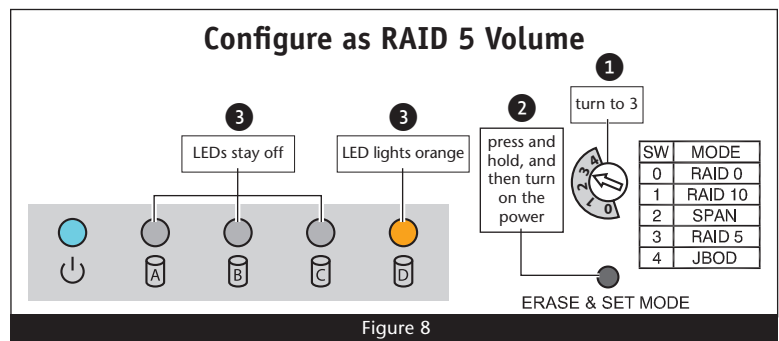 Configure as RAID 5 Volume
1
turn to 3
2
press and
hold, and
then turn
on the
power
3
LEDs stay off
3
LED lights orange
4
3
2
1
0
SW MODE
0 RAID 0
1 RAID 10
2 SPAN
3 RAID 5
4 JBOD
A B C D
ERASE & SET MODE
Figure 8